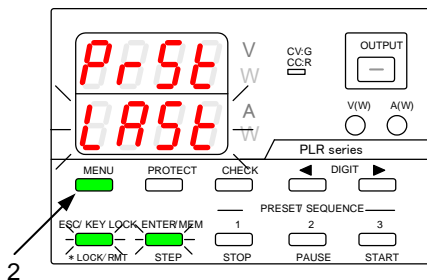 PrSt V
W
LASt A
W
CV:G
CC:R
OUTPUT
V(W) A(W)
PLR series
MENU PROTECT CHECK ◀ DIGIT ▶
PRESET/ SEQUENCE
ESC/ KEY LOCK ENTER/MEM 1 2 3
* LOCK/ RMT STEP STOP PAUSE START
2